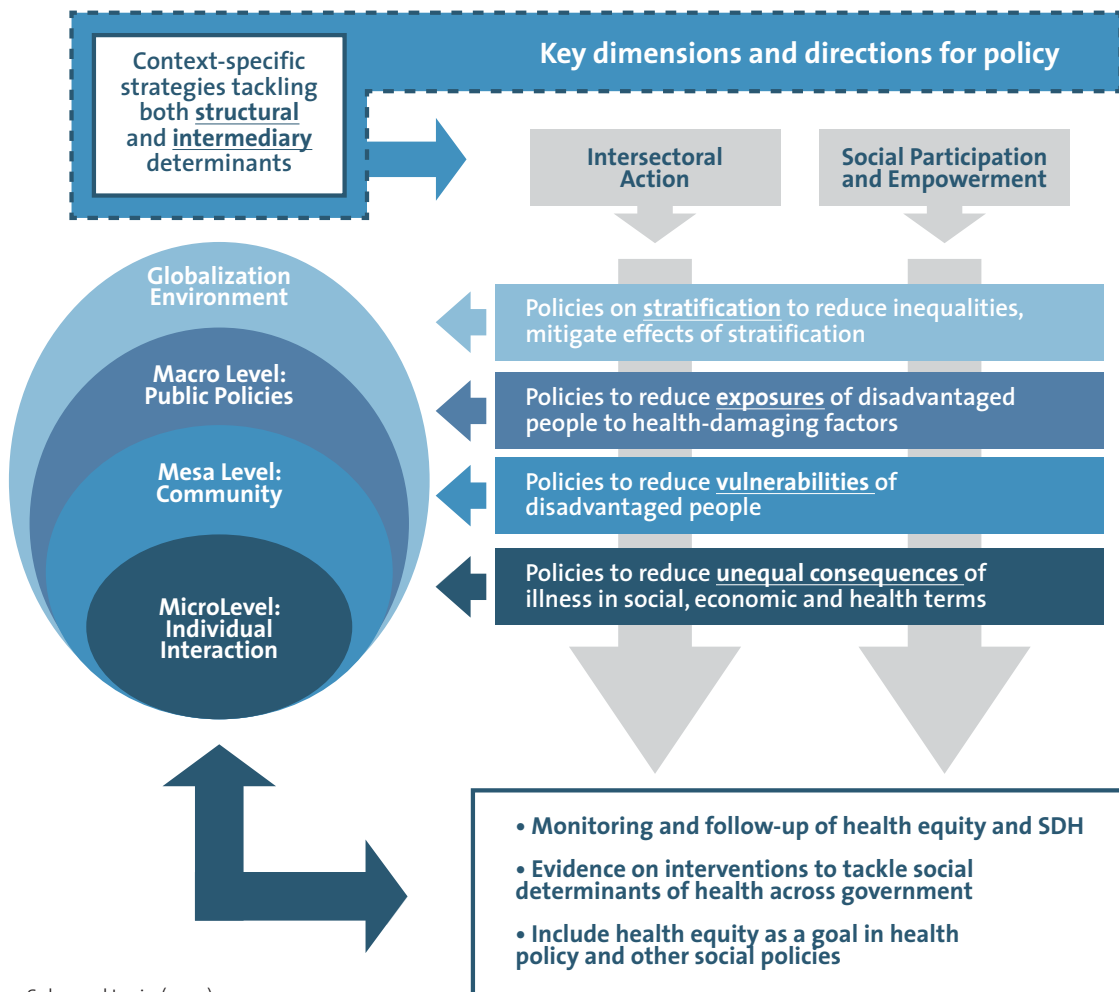 Key dimensions and directions for policy
Context-specific
strategies tackling
both structural
and intermediary
determinants
Intersectoral
Action
Social Participation
and Empowerment
Globalization
Environment
Macro Level:
Public Policies
Mesa Level:
Community
MicroLevel:
Individual
Interaction
Policies on stratification to reduce inequalities,
mitigate effects of stratification
Policies to reduce exposures of disadvantaged
people to health-damaging factors
Policies to reduce vulnerabilities of
disadvantaged people
Policies to reduce unequal consequences of
illness in social, economic and health terms
• Monitoring and follow-up of health equity and SDH
• Evidence on interventions to tackle social
determinants of health across government
• Include health equity as a goal in health
policy and other social policies